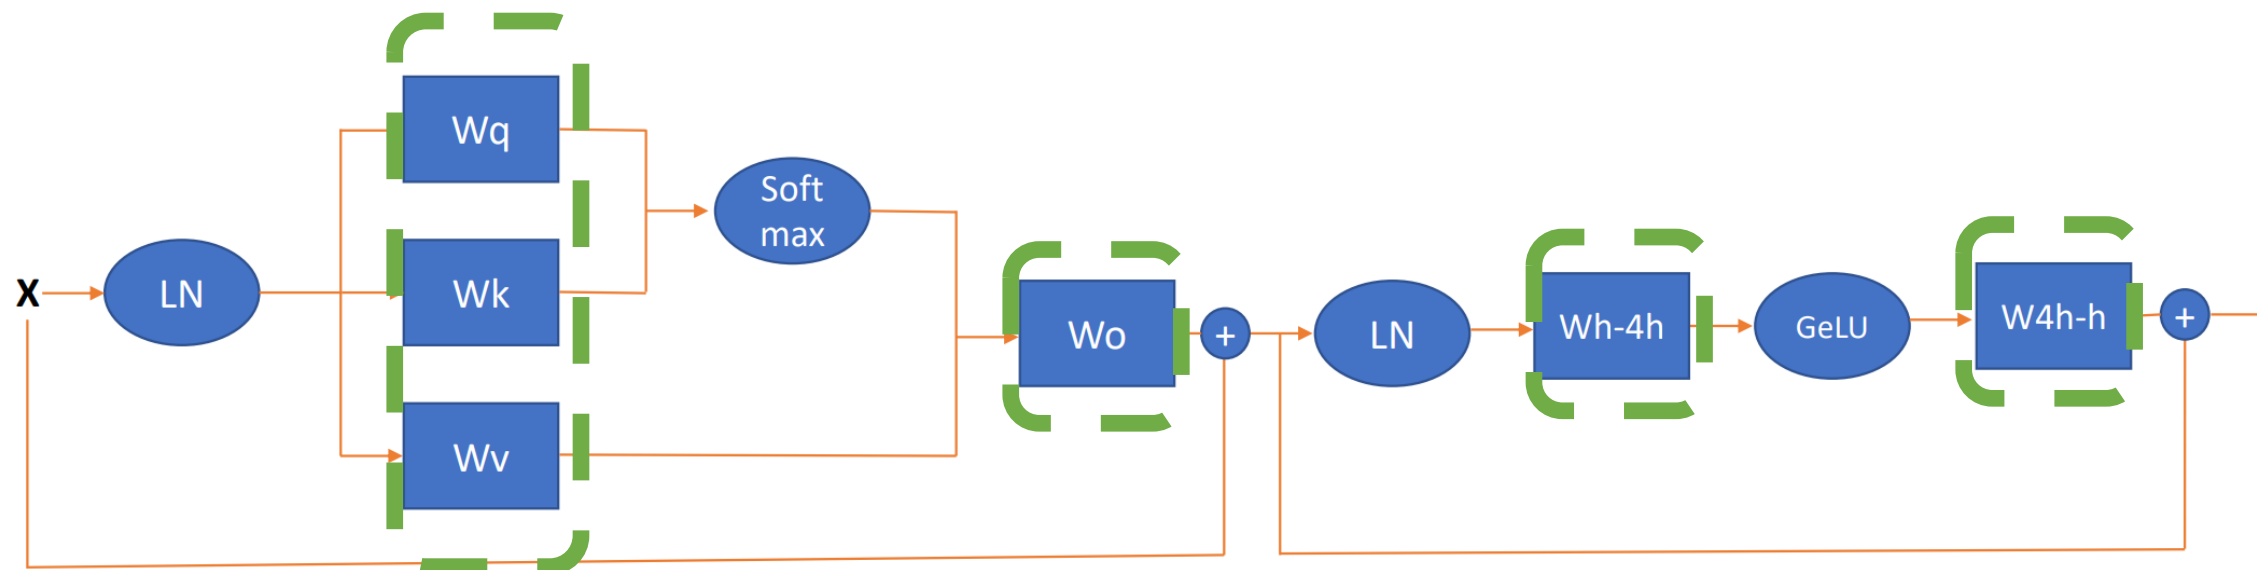 X
LN
Wq
Wk
Wv
Soft
max
Wo
+
LN
Wh-4h
GeLU
W4h-h
+